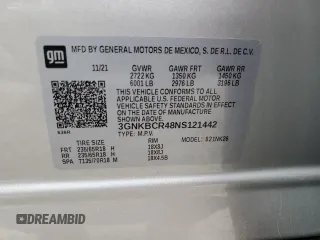 gm
MFD BY GENERAL MOTORS DE MEXICO, S. DE R.L. DE C.V.
11/21 GVWR GAWR FRT GAWR RR
2722 KG 1350 KG 1450 KG
6001 LB 2976 LB 3196 LB
THIS VEHICLE CONFORMS TO ALL
APPLICABLE U.S. FEDERAL MOTOR
VEHICLE SAFETY
STANDARDS IN EFFECT ON THE DATE OF
MANUFACTURE SHOWN ABOVE.
3GNKBCR48NS121442
TYPE: M.P.V. MODEL:
TIRE SIZE RIM
FRT 235/65R18 H 18X8J
RR 235/65R18 H 18X8J
SPA T135/70R18 M 18X4.5B
DREAMBID DREAMBID DREAMBID